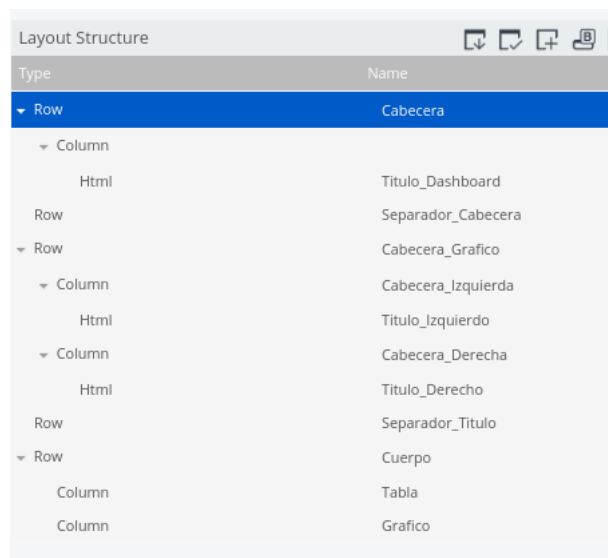 Layout Structure
B
Type Name
Row Cabecera
Column
Html Titulo_Dashboard
Row Separador_Cabecera
Row Cabecera_Grafico
Column Cabecera_Izquierda
Html Titulo_Izquierdo
Column Cabecera_Derecha
Html Titulo_Derecho
Row Separador_Titulo
Row Cuerpo
Column Tabla
Column Grafico